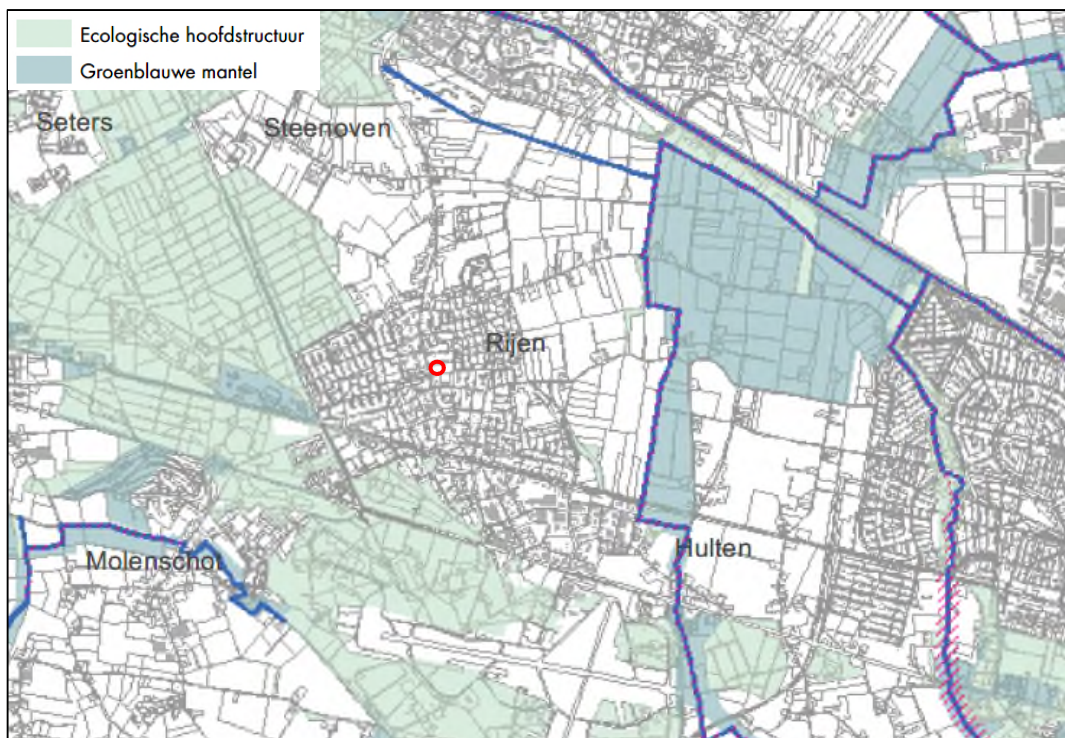 Ecologische hoofdstructuur
Groenblauwe mantel
Seters
Steenoven
Rijen
Hulten
Molenschot